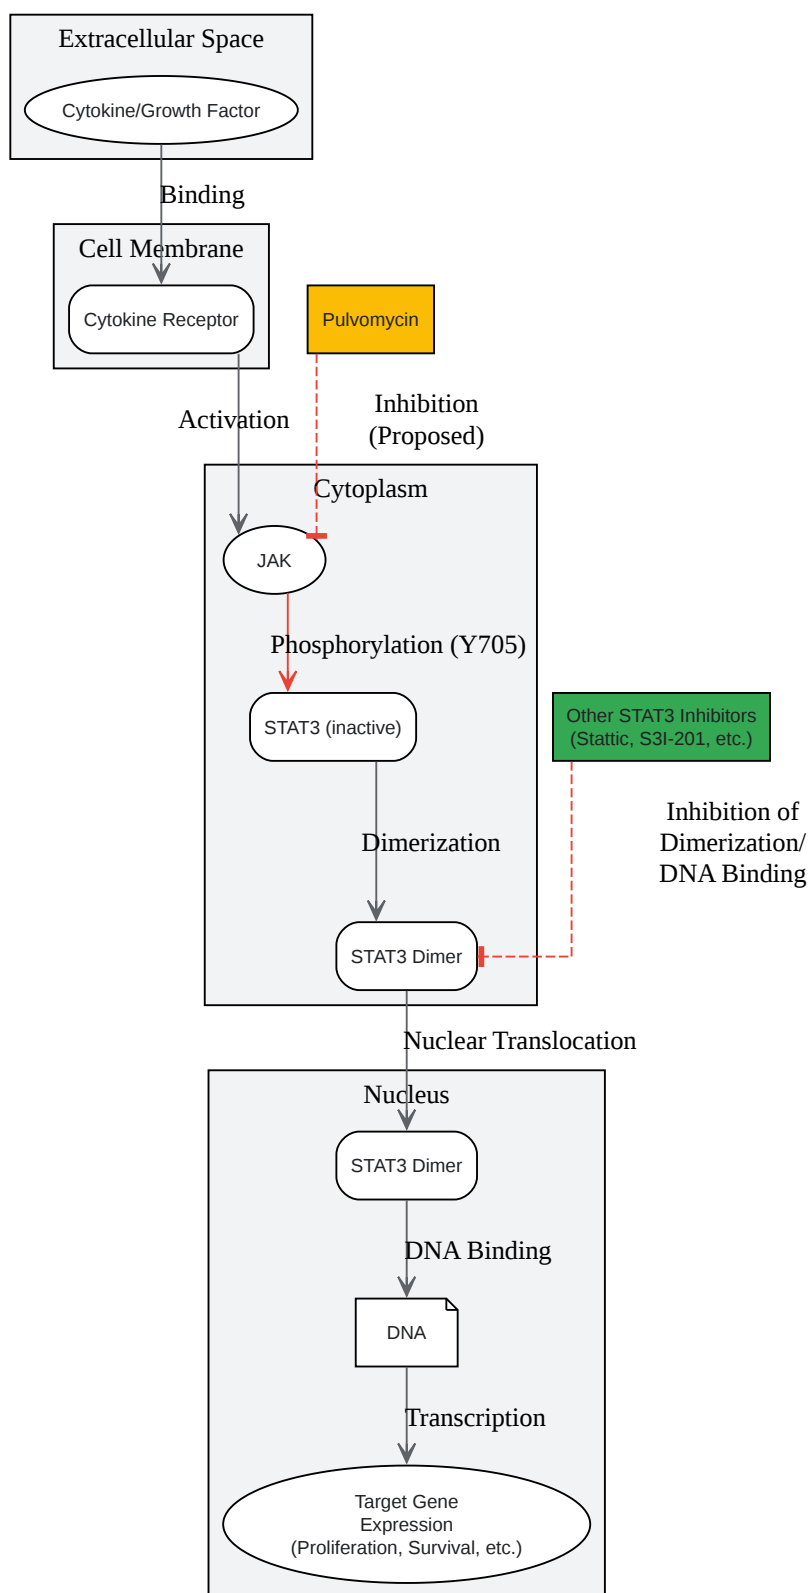 Extracellular Space
Cytokine/Growth Factor
Binding
Cell Membrane
Cytokine Receptor
Pulvomycin
Activation
Inhibition
(Proposed)
Cytoplasm
JAK
Phosphorylation (Y705)
STAT3 (inactive)
Other STAT3 Inhibitors
(Stattic, S3I-201, etc.)
Dimerization
Inhibition of
Dimerization/
DNA Binding
STAT3 Dimer
Nuclear Translocation
Nucleus
STAT3 Dimer
DNA Binding
DNA
Transcription
Target Gene
Expression
(Proliferation, Survival, etc.)